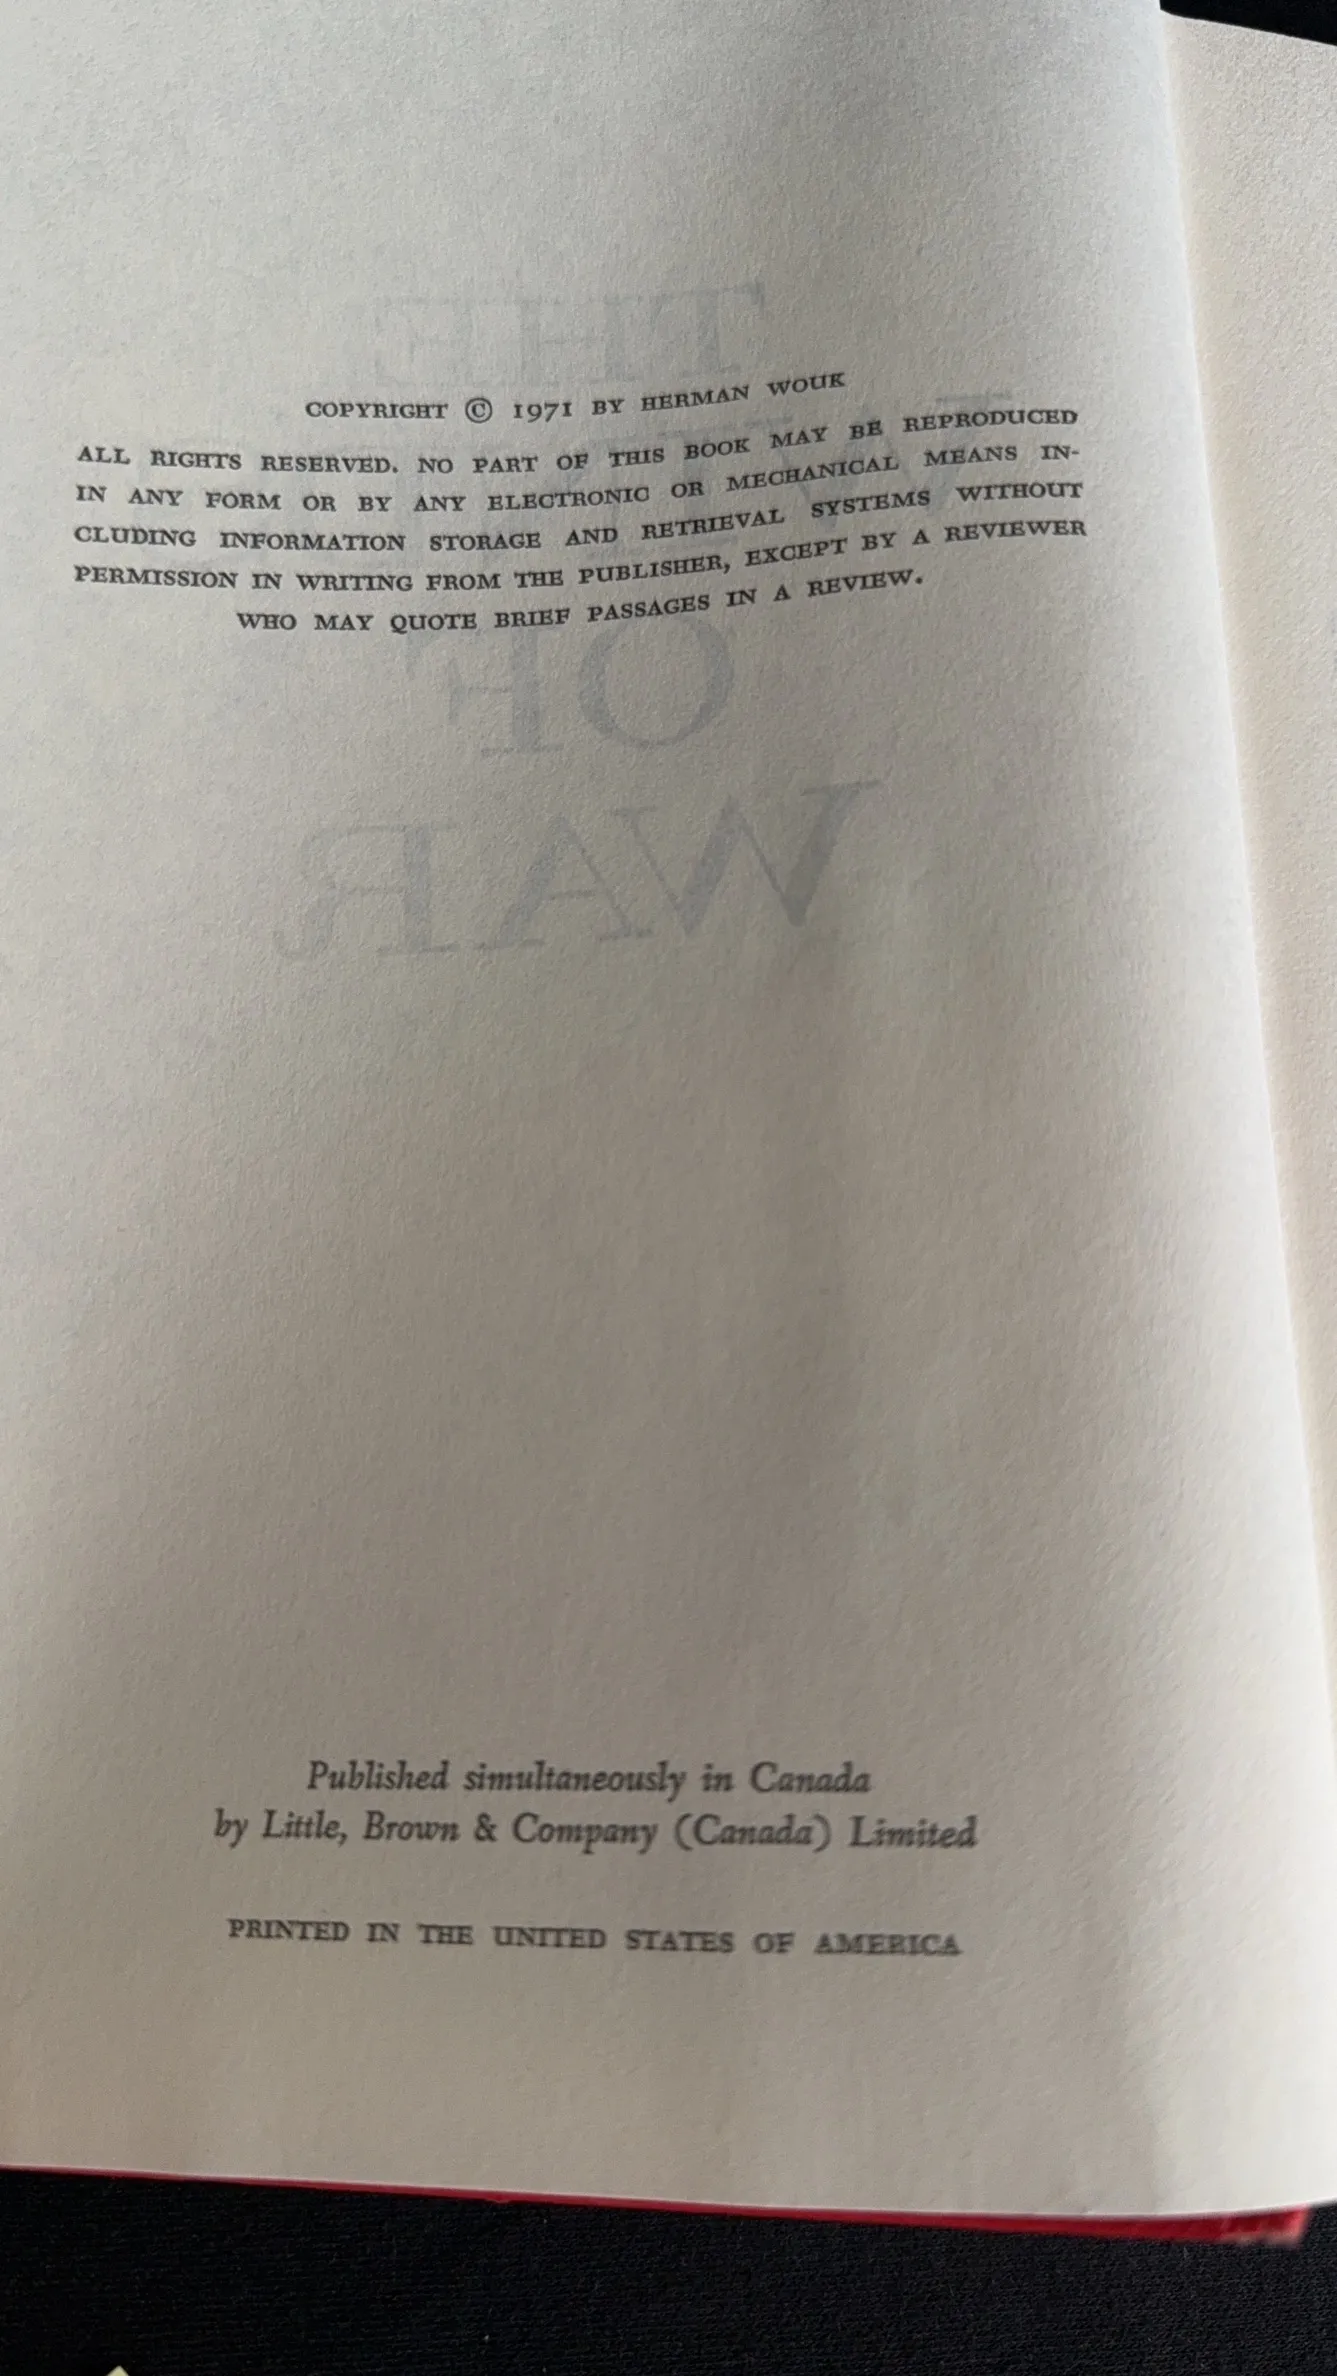 COPYRIGHT © 1971 BY HERMAN WOUK
ALL RIGHTS RESERVED. NO PART OF THIS BOOK MAY BE REPRODUCED
IN ANY FORM OR BY ANY ELECTRONIC OR MECHANICAL MEANS IN-
CLUDING INFORMATION STORAGE AND RETRIEVAL SYSTEMS WITHOUT
PERMISSION IN WRITING FROM THE PUBLISHER, EXCEPT BY A REVIEWER
WHO MAY QUOTE BRIEF PASSAGES IN A REVIEW.
THE
OF
WAR
Published simultaneously in Canada
by Little, Brown & Company (Canada) Limited
PRINTED IN THE UNITED STATES OF AMERICA